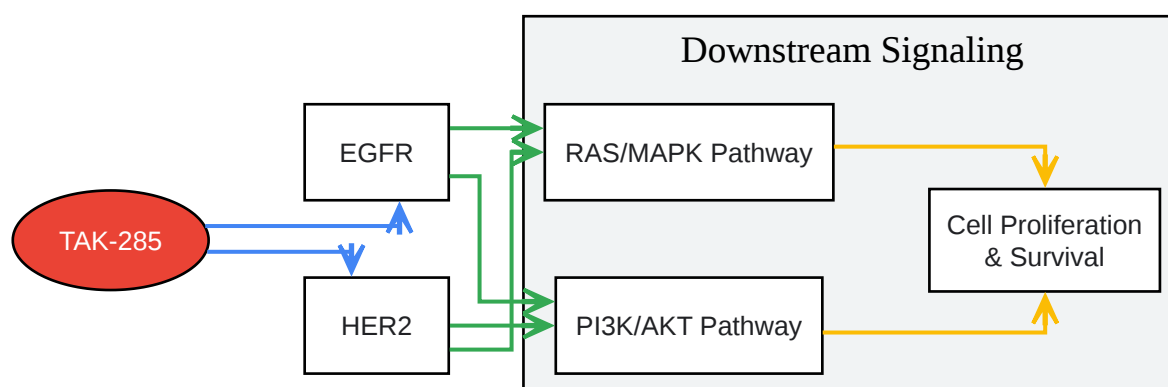 Downstream Signaling
EGFR
RAS/MAPK Pathway
TAK-285
Cell Proliferation
& Survival
HER2
PI3K/AKT Pathway